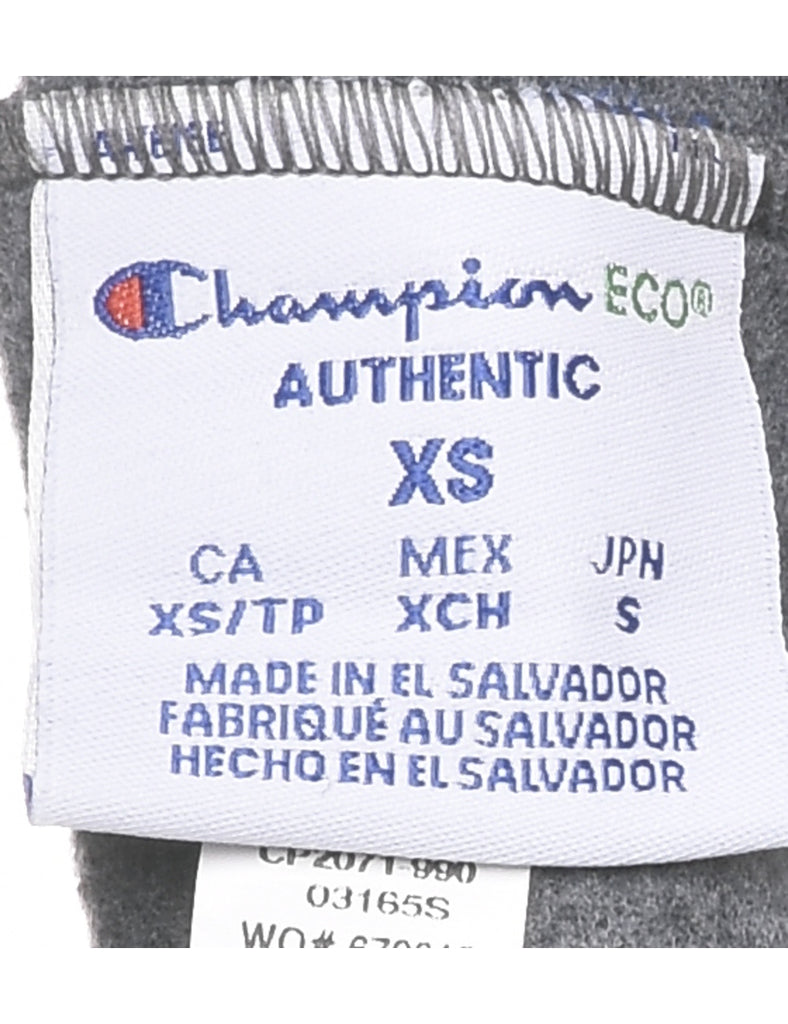 Champion ECO®
AUTHENTIC
XS
CA MEX JPN
XS/TP XCH S
MADE IN EL SALVADOR
FABRIQUÉ AU SALVADOR
HECHO EN EL SALVADOR
CP2071-990
03165S
WO#